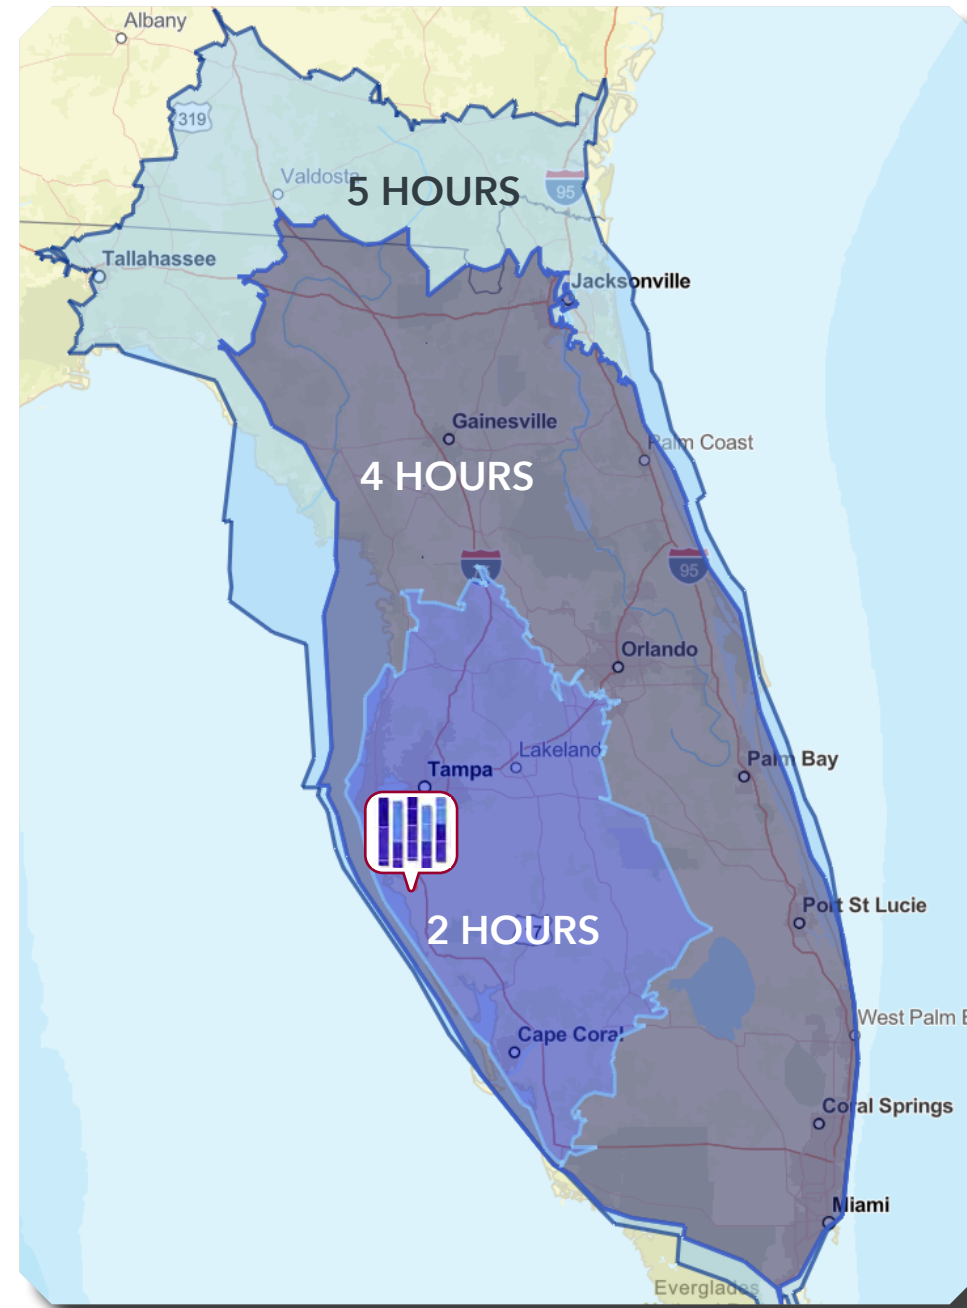 Albany
319
Valdosta
5 HOURS
95
Tallahassee
Jacksonville
Gainesville
Palm Coast
4 HOURS
95
Orlando
Lakeland
Palm Bay
Tampa
Port St Lucie
2 HOURS
West Palm
Cape Coral
Coral Springs
Miami
Everglades